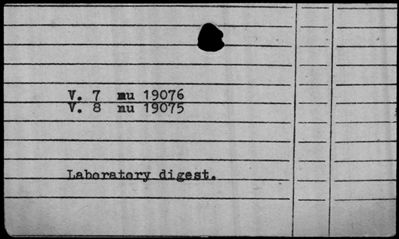 V. 7 mu 19076
V. 8 nu 19075
Laboratory digest.